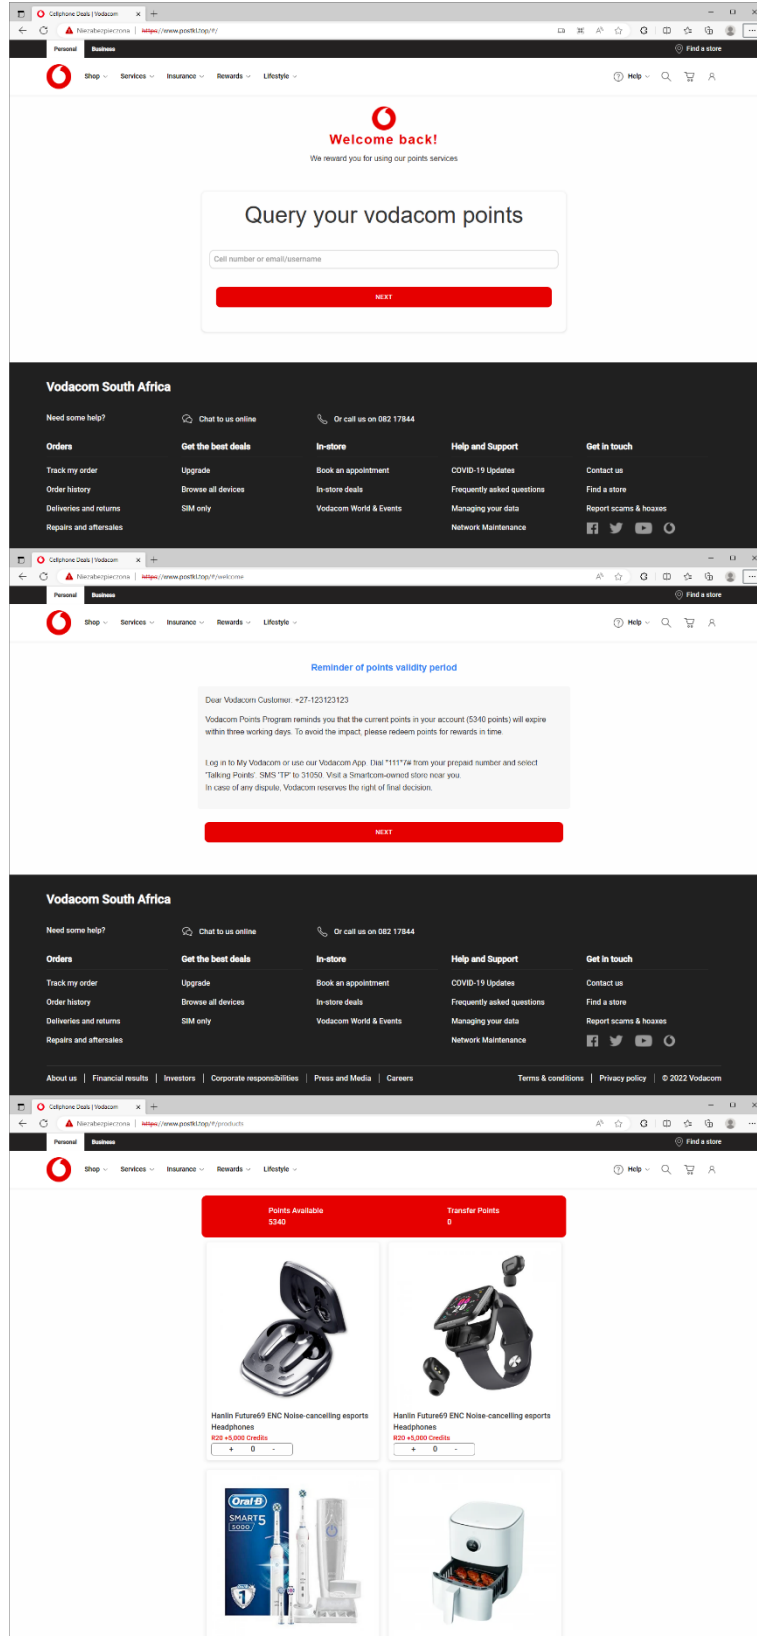 Cellphone Deals | Vodacom
Niezabezpieczona | https://www.postkl.top/#/
Personal Business Find a store
Shop Services Insurance Rewards Lifestyle Help
Welcome back!
We reward you for using our points services
Query your vodacom points
Cell number or email/username
NEXT
Vodacom South Africa
Need some help? Chat to us online Or call us on 082 17844
Orders Get the best deals In-store Help and Support Get in touch
Track my order Upgrade Book an appointment COVID-19 Updates Contact us
Order history Browse all devices In-store deals Frequently asked questions Find a store
Deliveries and returns SIM only Vodacom World & Events Managing your data Report scams & hoaxes
Repairs and aftersales Network Maintenance
Cellphone Deals | Vodacom
Niezabezpieczona | https://www.postkl.top/#/welcome
Personal Business Find a store
Shop Services Insurance Rewards Lifestyle Help
Reminder of points validity period
Dear Vodacom Customer: +27-123123123
Vodacom Points Program reminds you that the current points in your account (5340 points) will expire
within three working days. To avoid the impact, please redeem points for rewards in time.
Log in to My Vodacom or use our Vodacom App. Dial *111*7# from your prepaid number and select
'Talking Points'. SMS 'TP' to 31050. Visit a Smartcom-owned store near you.
In case of any dispute, Vodacom reserves the right of final decision.
NEXT
Vodacom South Africa
Need some help? Chat to us online Or call us on 082 17844
Orders Get the best deals In-store Help and Support Get in touch
Track my order Upgrade Book an appointment COVID-19 Updates Contact us
Order history Browse all devices In-store deals Frequently asked questions Find a store
Deliveries and returns SIM only Vodacom World & Events Managing your data Report scams & hoaxes
Repairs and aftersales Network Maintenance
About us | Financial results | Investors | Corporate responsibilities | Press and Media | Careers Terms & conditions | Privacy policy | © 2022 Vodacom
Cellphone Deals | Vodacom
Niezabezpieczona | https://www.postkl.top/#/products
Personal Business Find a store
Shop Services Insurance Rewards Lifestyle Help
Points Available Transfer Points
5340 0
Hanlin Future69 ENC Noise-cancelling esports Headphones
R20 +5,000 Credits
+ 0 -
Hanlin Future69 ENC Noise-cancelling esports Headphones
R20 +5,000 Credits
+ 0 -
Oral-B
SMART 5
5000
1